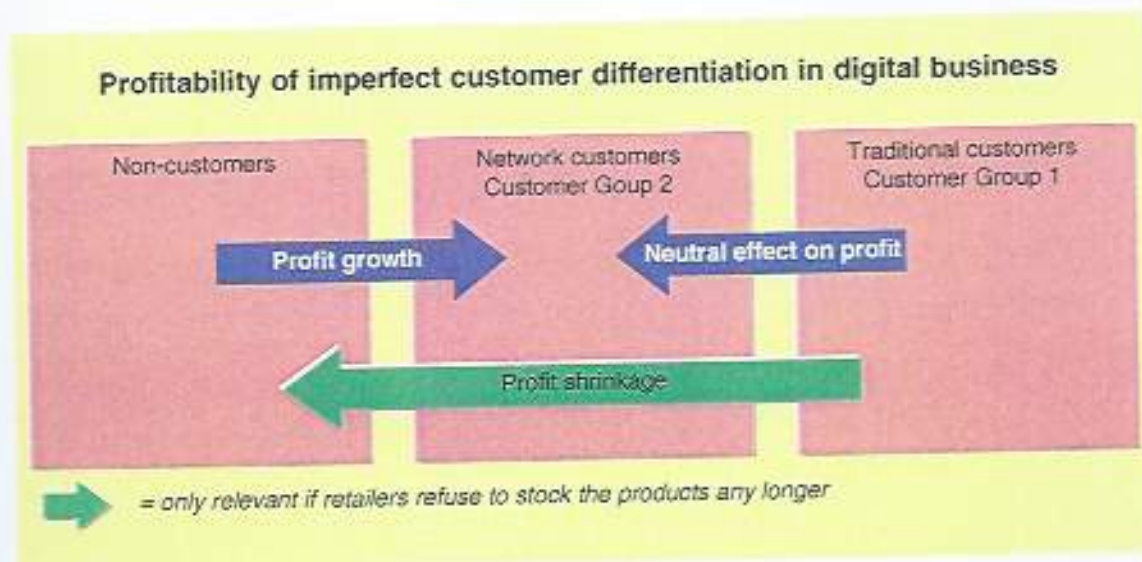 Profitability of imperfect customer differentiation in digital business
Non-customers
Network customers
Customer Goup 2
Traditional customers
Customer Group 1
Profit growth
Neutral effect on profit
Profit shrinkage
= only relevant if retailers refuse to stock the products any longer